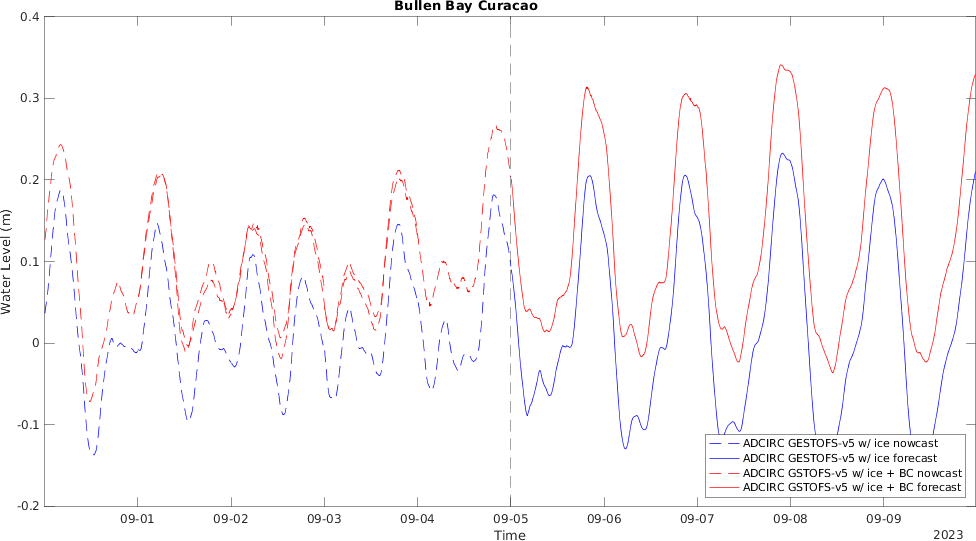 Bullen Bay Curacao
0.4
0.3
0.2
0.1
0
-0.1
-0.2
Water Level (m)
ADCIRC GESTOFS-v5 w/ ice nowcast
ADCIRC GESTOFS-v5 w/ ice forecast
ADCIRC GSTOFS-v5 w/ ice + BC nowcast
ADCIRC GSTOFS-v5 w/ ice + BC forecast
09-01 09-02 09-03 09-04 09-05 09-06 09-07 09-08 09-09
Time
2023